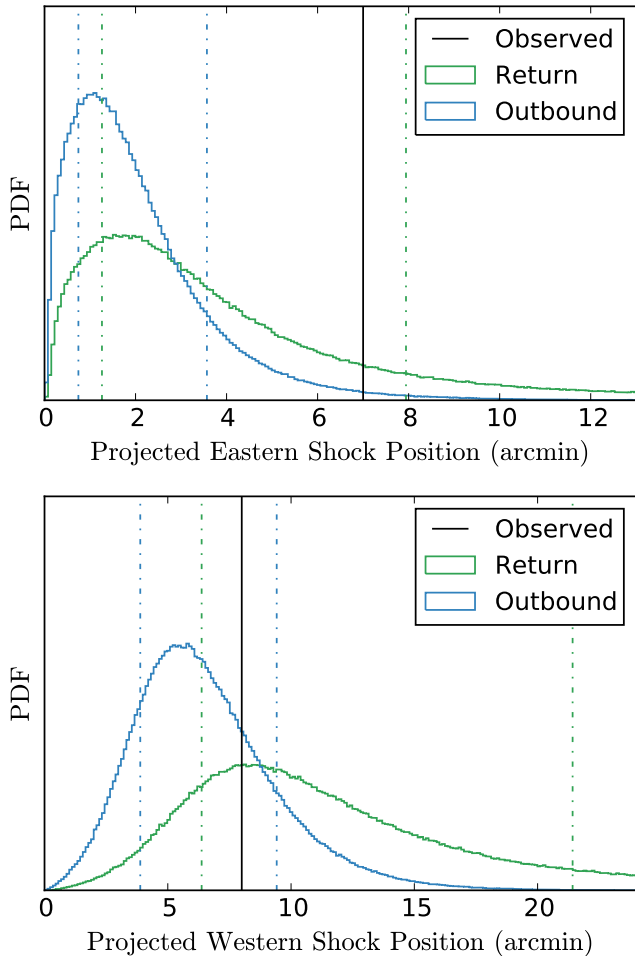 Observed
Return
Outbound
PDF
0 2 4 6 8 10 12
Projected Eastern Shock Position (arcmin)
Observed
Return
Outbound
PDF
0 5 10 15 20
Projected Western Shock Position (arcmin)